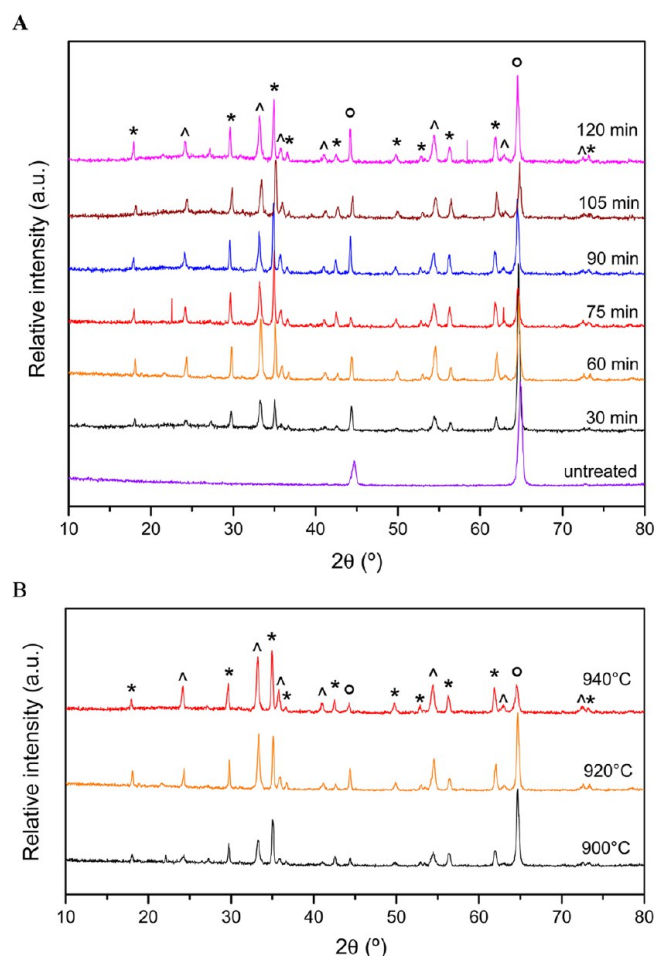 A
* ^ * ^ * ^ * ^ o * * ^ * * ^ o ^ *
120 min
105 min
90 min
75 min
60 min
30 min
untreated
Relative intensity (a.u.)
10 20 30 40 50 60 70 80
2θ (º)
B
* ^ * ^ * ^ * ^ * o * * ^ * * ^ o ^ *
940°C
920°C
900°C
Relative intensity (a.u.)
10 20 30 40 50 60 70 80
2θ (º)